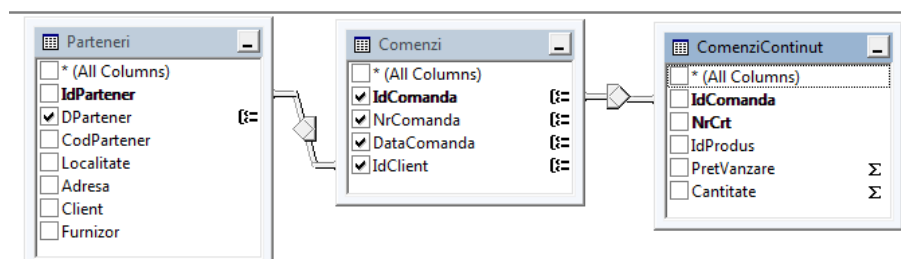 Parteneri
* (All Columns)
IdPartener
DPartener
CodPartener
Localitate
Adresa
Client
Furnizor
Comenzi
* (All Columns)
IdComanda
NrComanda
DataComanda
IdClient
ComenziContinut
* (All Columns)
IdComanda
NrCrt
IdProdus
PretVanzare Σ
Cantitate Σ